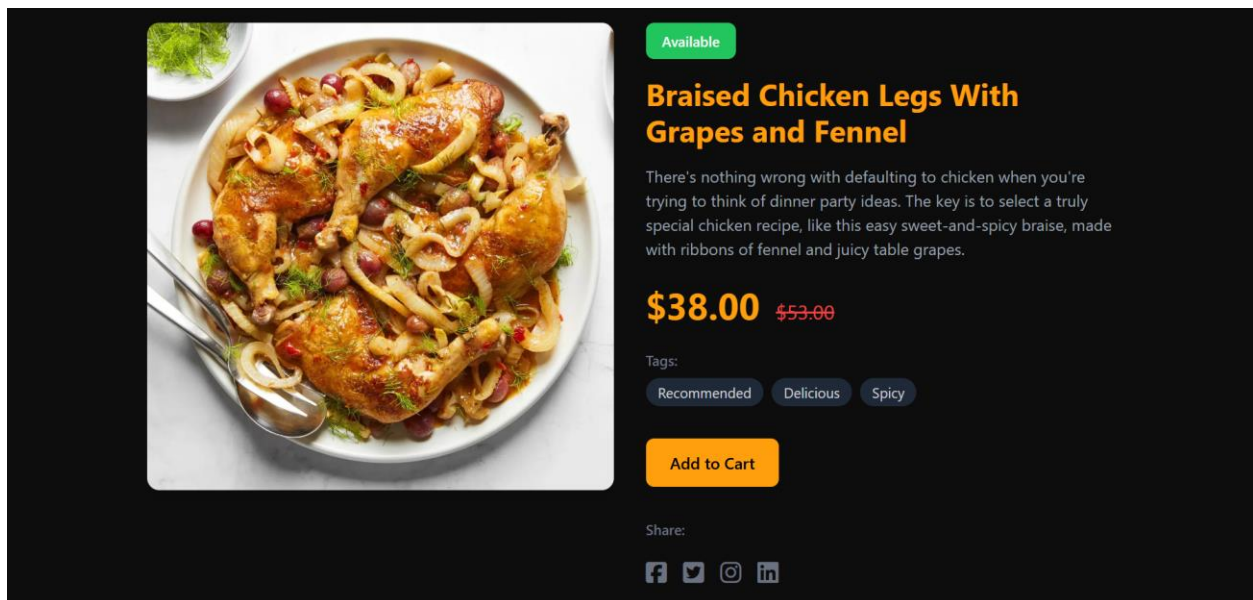 Available
Braised Chicken Legs With
Grapes and Fennel
There's nothing wrong with defaulting to chicken when you're
trying to think of dinner party ideas. The key is to select a truly
special chicken recipe, like this easy sweet-and-spicy braise, made
with ribbons of fennel and juicy table grapes.
$38.00 $53.00
Tags:
Recommended Delicious Spicy
Add to Cart
Share: